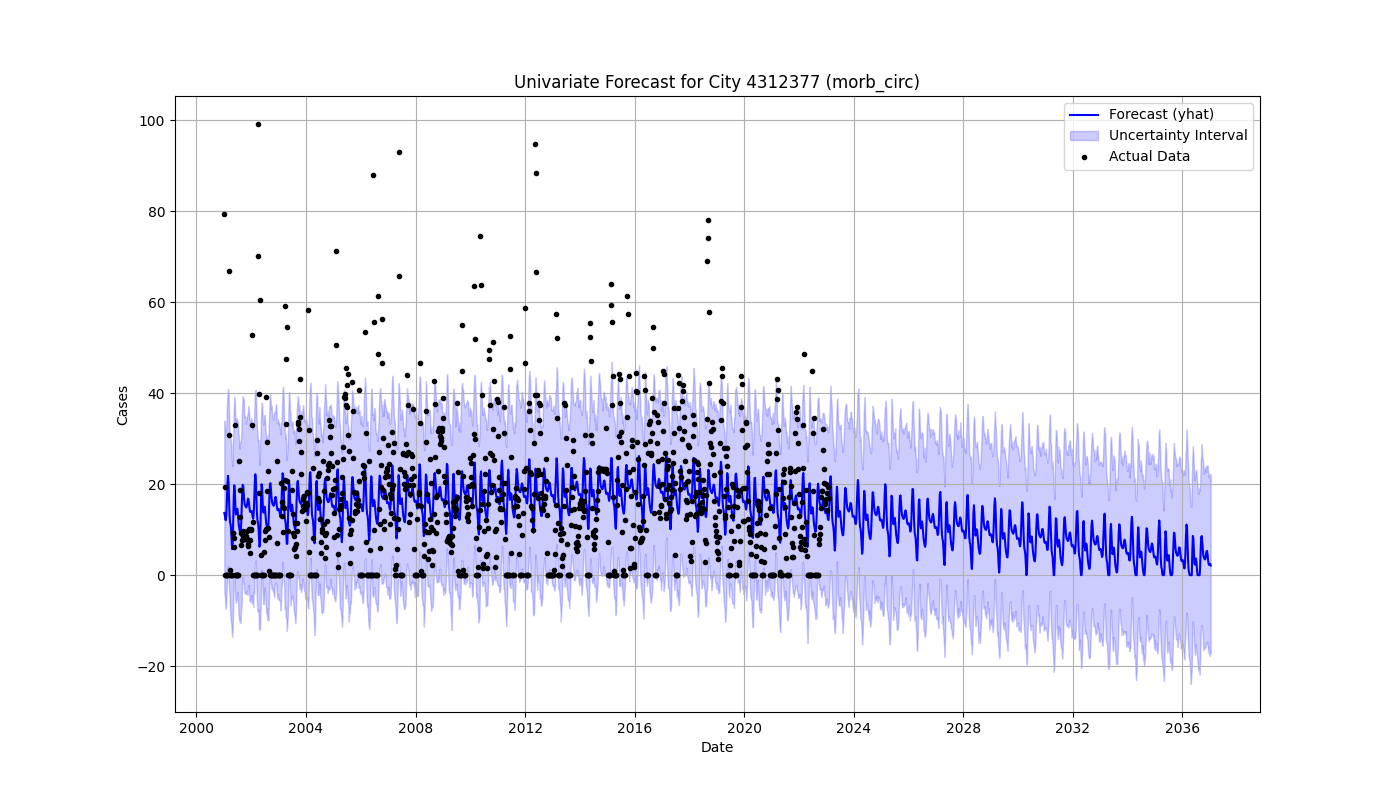 Univariate Forecast for City 4312377 (morb_circ)
Forecast (yhat)
Uncertainty Interval
Actual Data
Cases
100
80
60
40
20
0
−20
2000 2004 2008 2012 2016 2020 2024 2028 2032 2036
Date